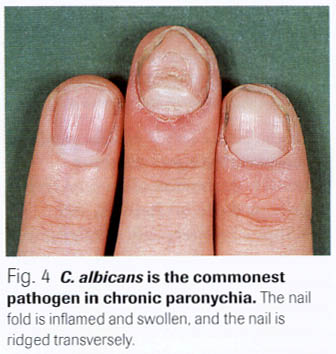 Fig. 4 C. albicans is the commonest
pathogen in chronic paronychia. The nail
fold is inflamed and swollen, and the nail is
ridged transversely.